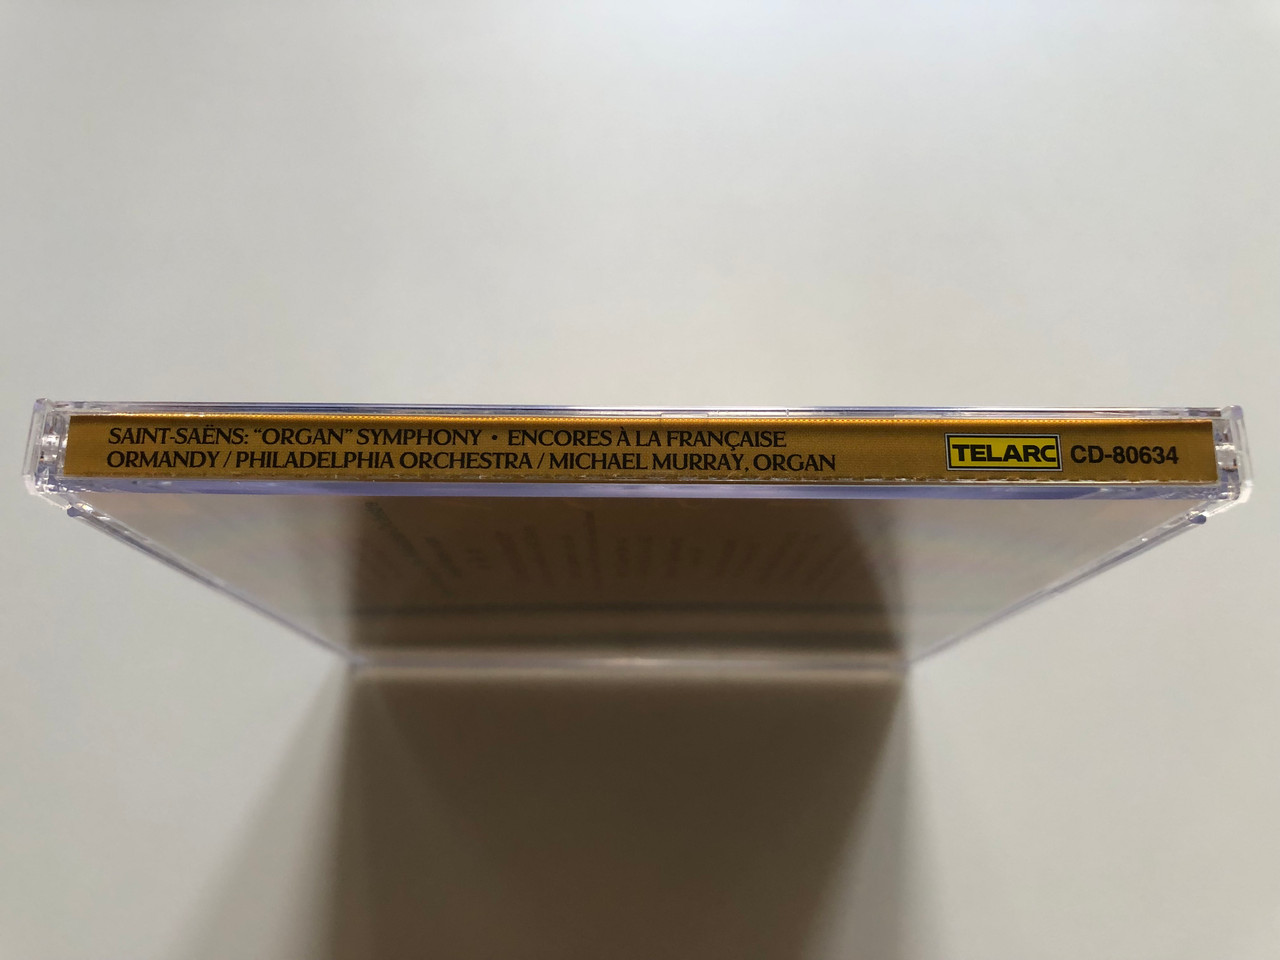 SAINT-SAËNS: “ORGAN” SYMPHONY • ENCORES À LA FRANÇAISE
ORMANDY / PHILADELPHIA ORCHESTRA / MICHAEL MURRAY, ORGAN
TELARC CD-80634